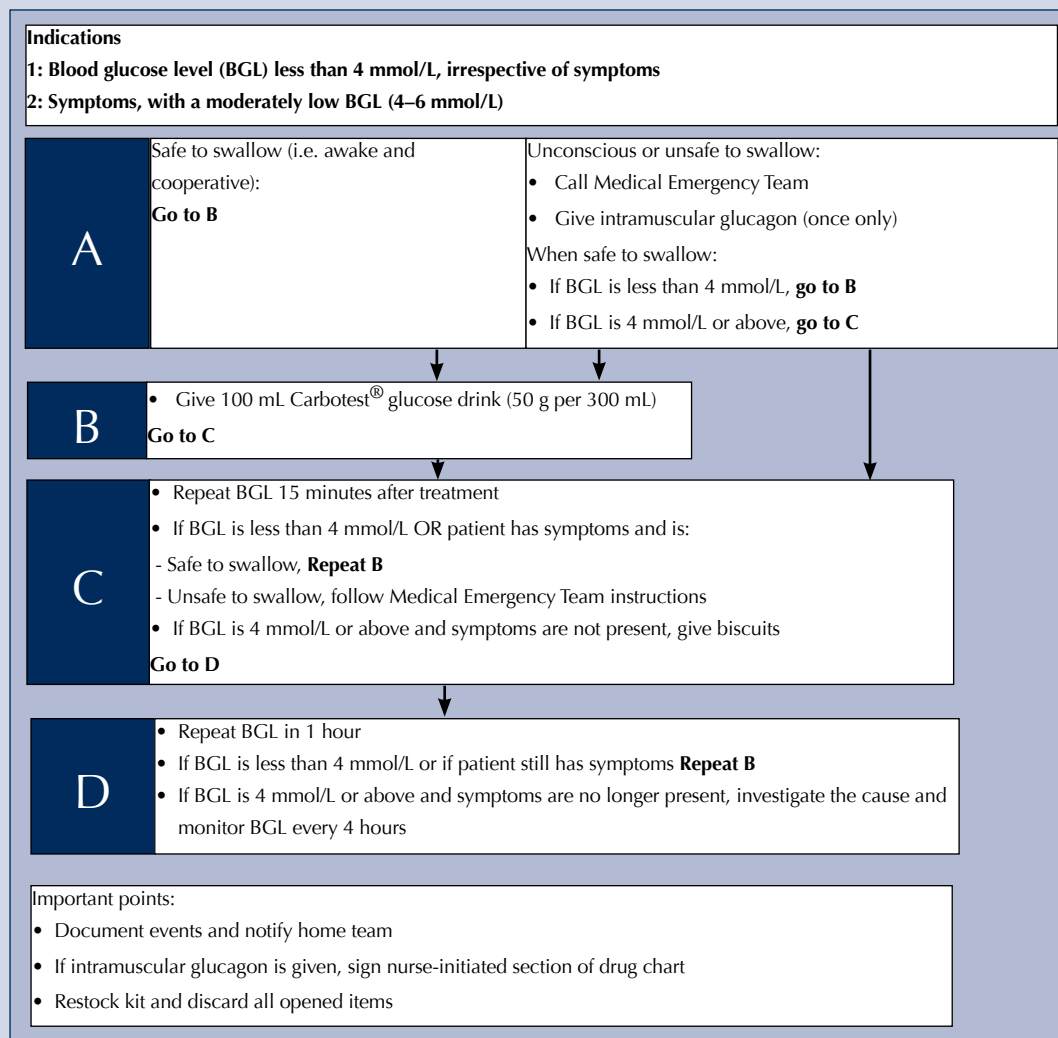 Indications
1: Blood glucose level (BGL) less than 4 mmol/L, irrespective of symptoms
2: Symptoms, with a moderately low BGL (4–6 mmol/L)
A
Safe to swallow (i.e. awake and
cooperative):
Go to B
Unconscious or unsafe to swallow:
• Call Medical Emergency Team
• Give intramuscular glucagon (once only)
When safe to swallow:
• If BGL is less than 4 mmol/L, go to B
• If BGL is 4 mmol/L or above, go to C
B
• Give 100 mL Carbotest® glucose drink (50 g per 300 mL)
Go to C
C
• Repeat BGL 15 minutes after treatment
• If BGL is less than 4 mmol/L OR patient has symptoms and is:
- Safe to swallow, Repeat B
- Unsafe to swallow, follow Medical Emergency Team instructions
• If BGL is 4 mmol/L or above and symptoms are not present, give biscuits
Go to D
D
• Repeat BGL in 1 hour
• If BGL is less than 4 mmol/L or if patient still has symptoms Repeat B
• If BGL is 4 mmol/L or above and symptoms are no longer present, investigate the cause and
monitor BGL every 4 hours
Important points:
• Document events and notify home team
• If intramuscular glucagon is given, sign nurse-initiated section of drug chart
• Restock kit and discard all opened items